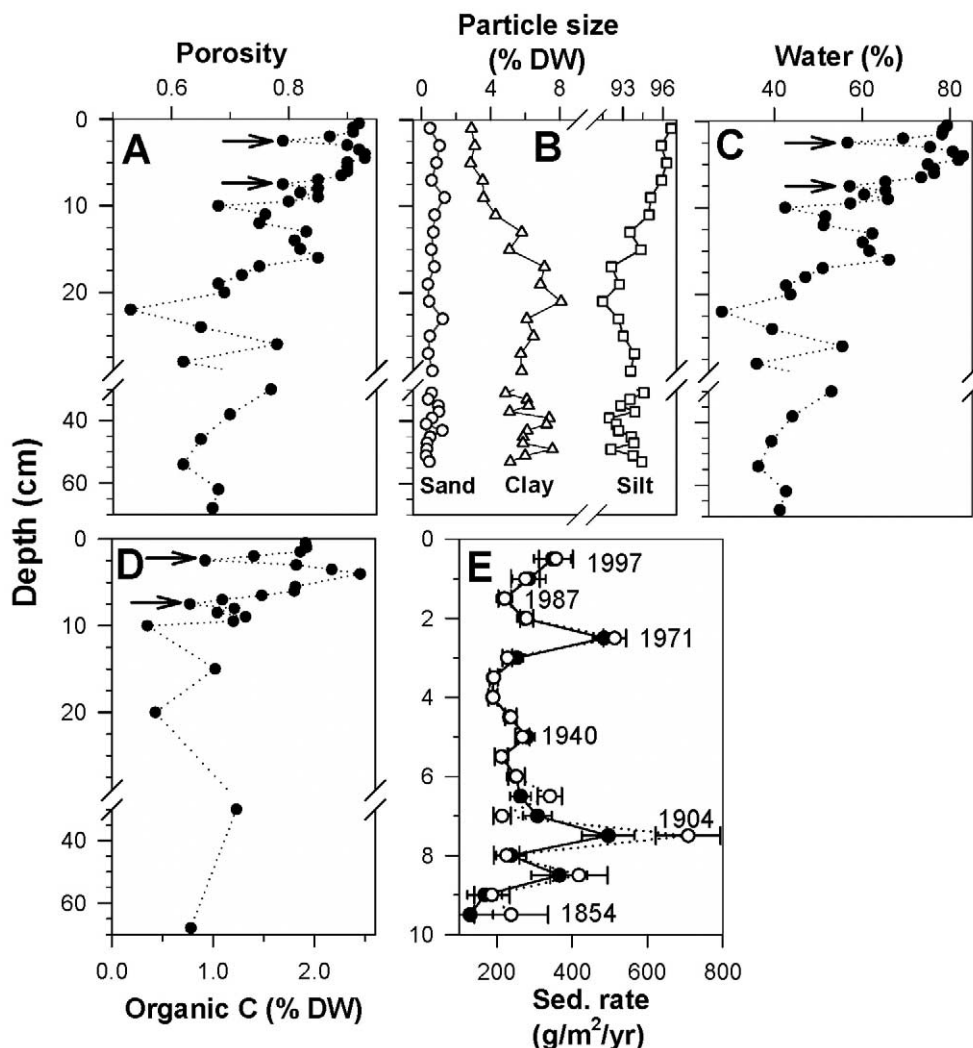 Porosity
Particle size
(% DW)
Water (%)
0.6 0.8
0 2 4 6 8 93 96
40 60 80
0
10
20
40
60
A
B
C
Sand Clay Silt
Depth (cm)
0
10
20
40
60
D
0.0 1.0 2.0
Organic C (% DW)
E
0
2
4
6
8
10
1997
1987
1971
1940
1904
1854
200 400 600 800
Sed. rate
(g/m²/yr)